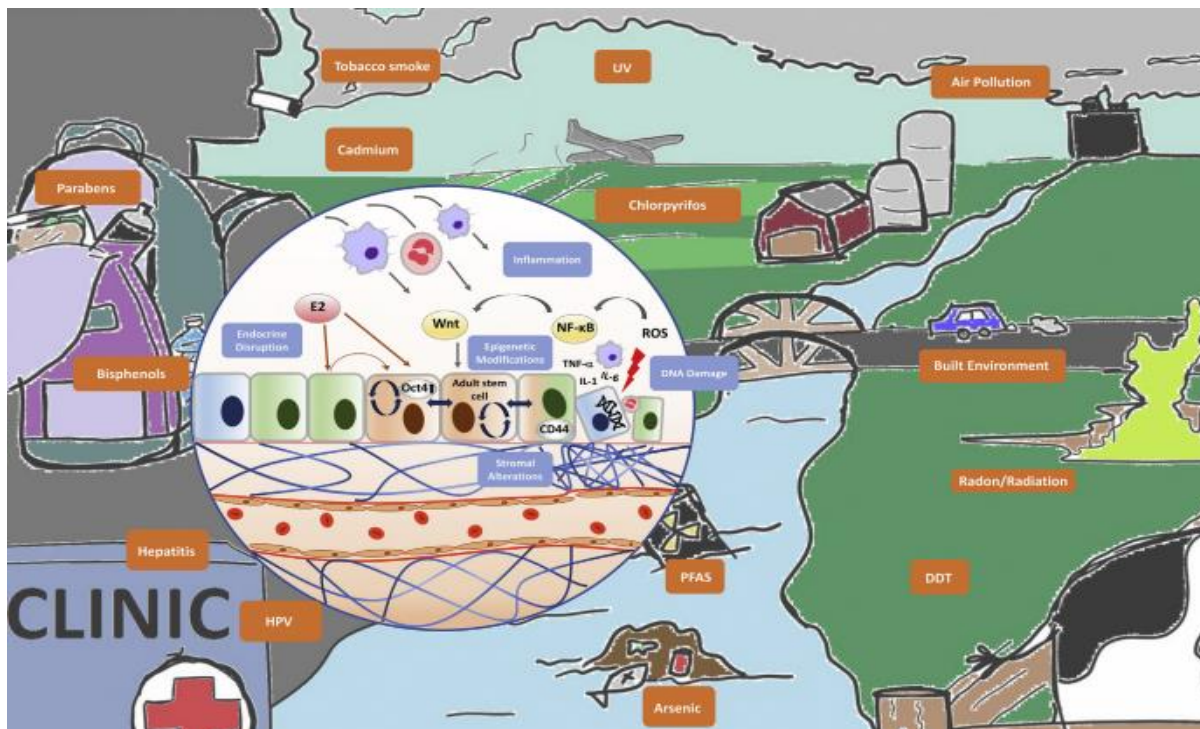 Tobacco smoke
UV
Air Pollution
Cadmium
Parabens
Chlorpyrifos
Inflammation
E2
Wnt
NF-κB
ROS
Endocrine
Disruption
Epigenetic
Modifications
TNF-α
IL-6
IL-1
DNA Damage
Built Environment
Bisphenols
Oct4
Adult stem
cell
CD44
Stromal
Alterations
Radon/Radiation
Hepatitis
PFAS
DDT
CLINIC
HPV
Arsenic